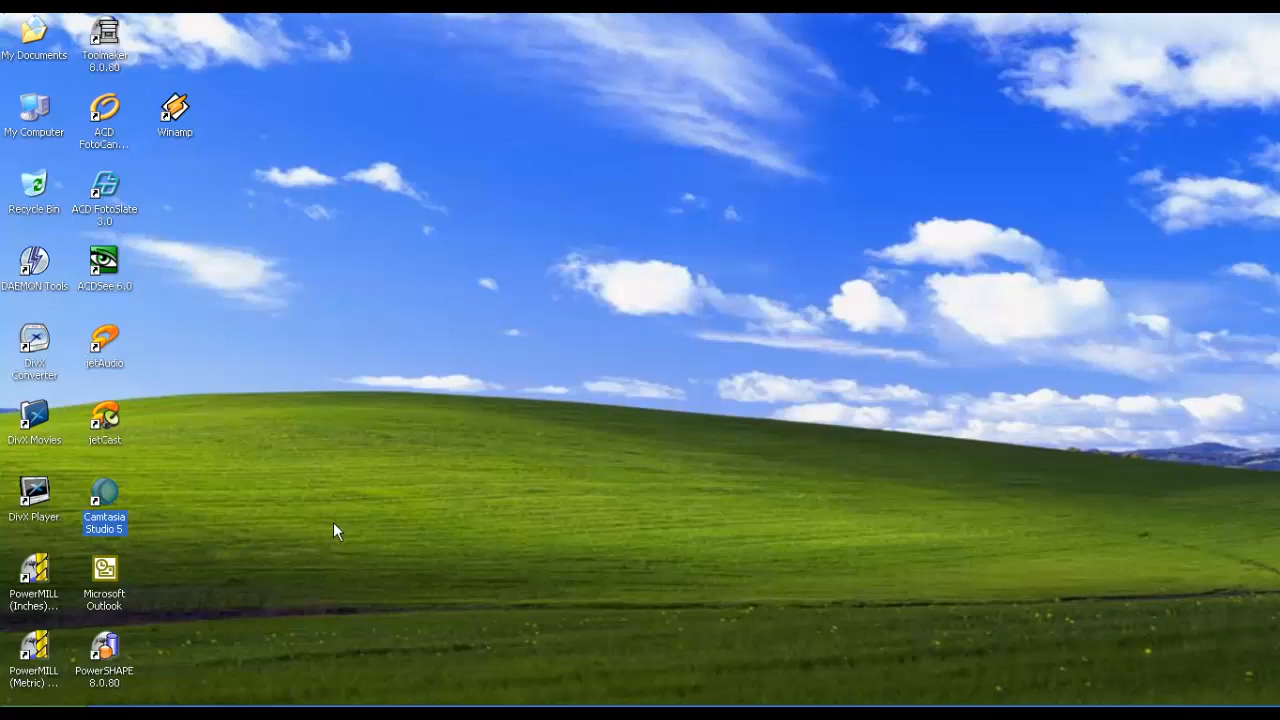 My Documents
Toolmaker
8.0.80
My Computer
ACD
FotoCan...
Winamp
Recycle Bin
ACD FotoSlate
3.0
DAEMON Tools
ACDSee 6.0
DivX
Converter
jetAudio
DivX Movies
jetCast
DivX Player
Camtasia
Studio 5
PowerMILL
(Inches)...
Microsoft
Outlook
PowerMILL
(Metric) ...
PowerSHAPE
8.0.80